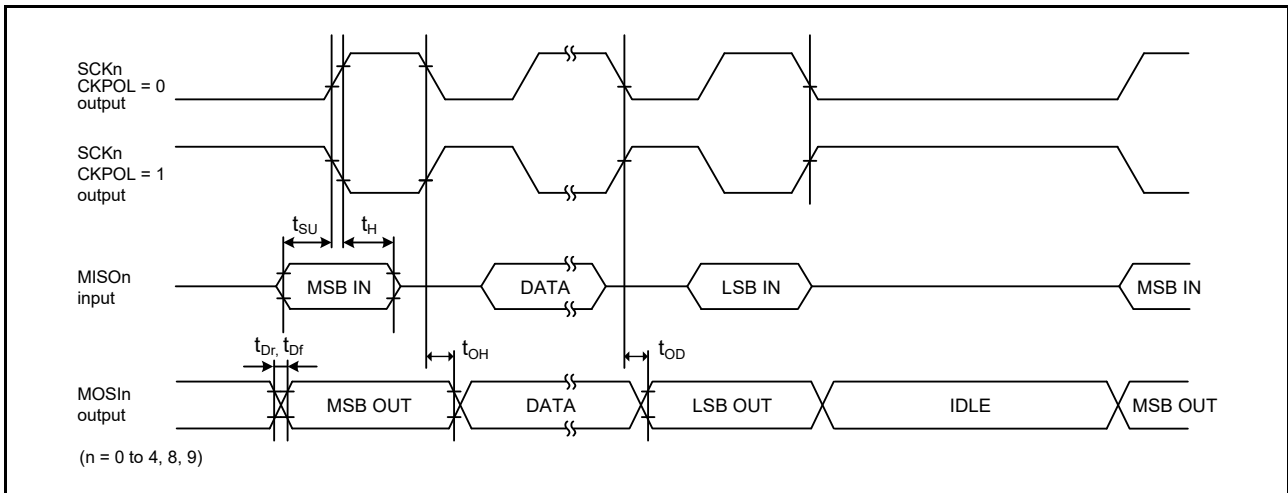 SCKn
CKPOL = 0
output
SCKn
CKPOL = 1
output
tSU
tH
MISOn
input
MSB IN
DATA
LSB IN
MSB IN
tDr, tDf
tOH
tOD
MOSIn
output
MSB OUT
DATA
LSB OUT
IDLE
MSB OUT
(n = 0 to 4, 8, 9)